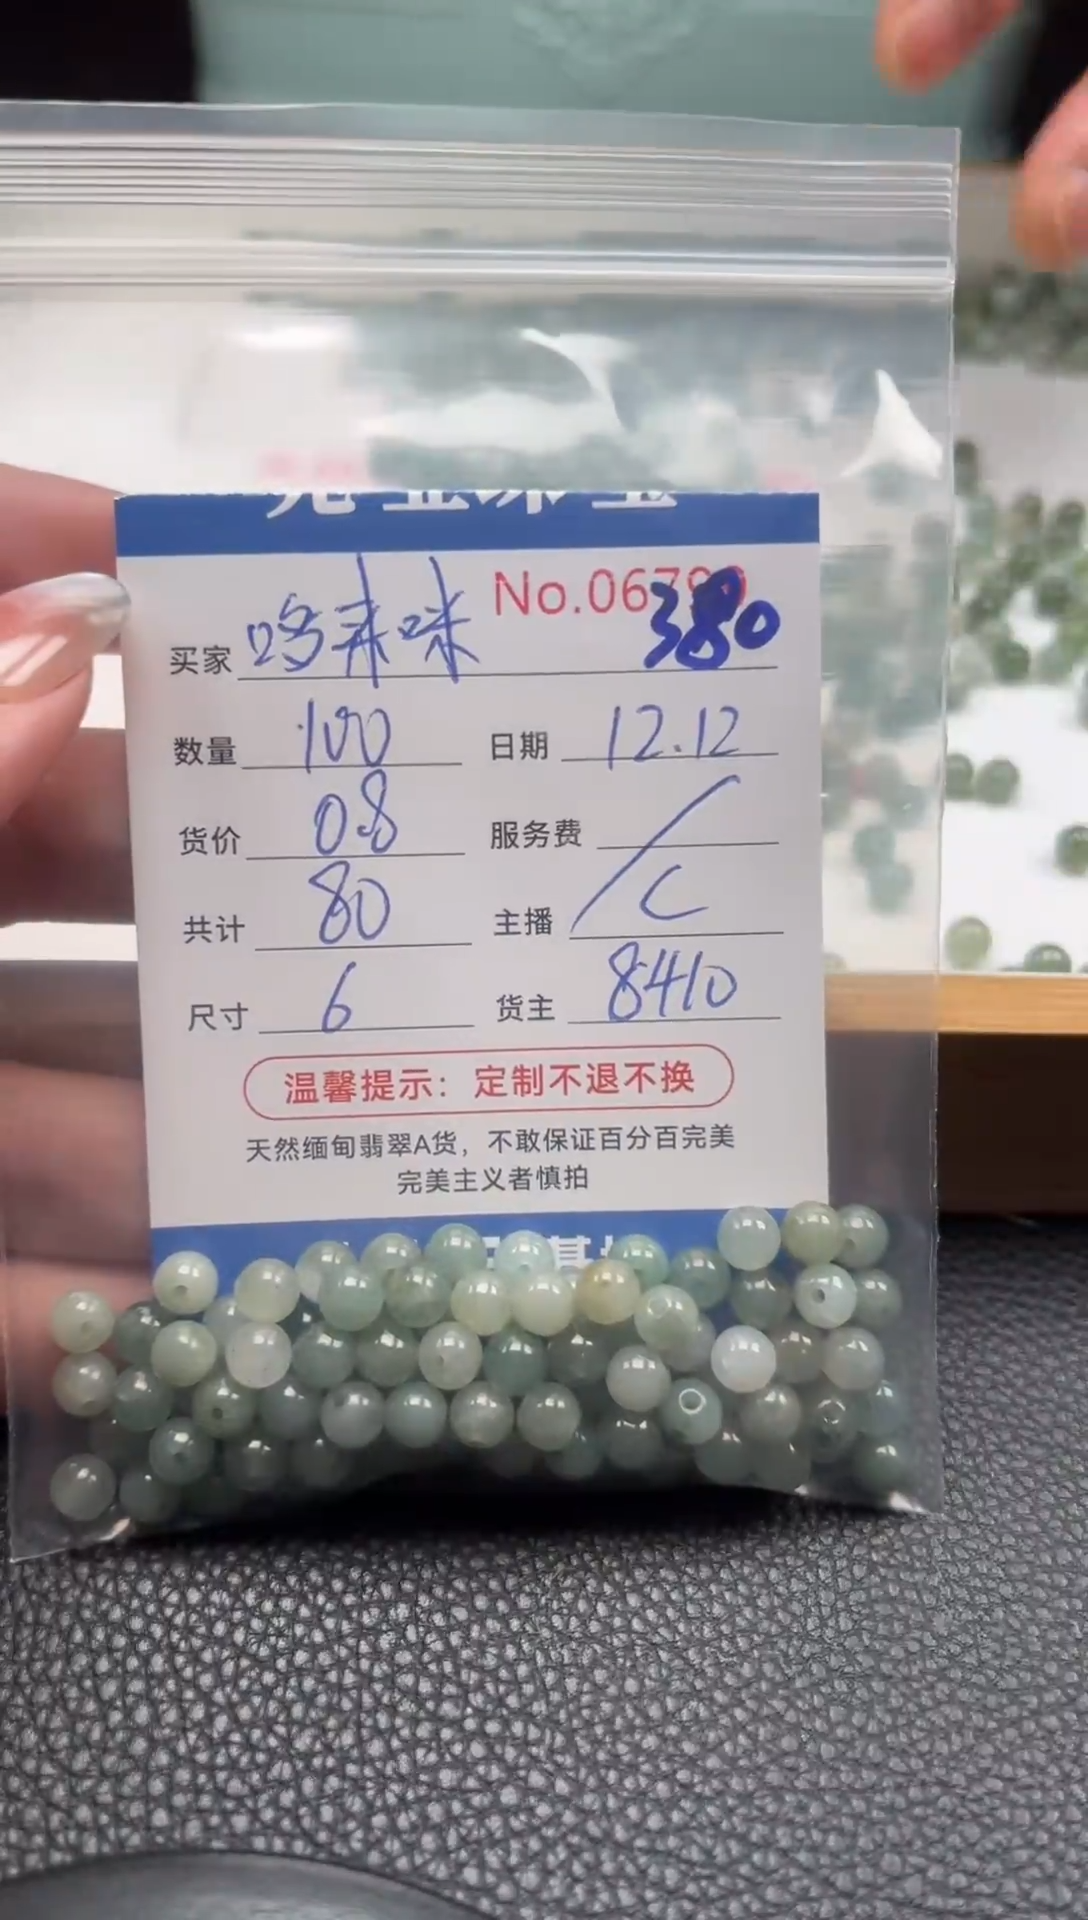 No.067
380
买家 哆来咪
数量 100 日期 12.12
货价 0.8 服务费 /
共计 80 主播 C
尺寸 6 货主 8410
温馨提示：定制不退不换
天然缅甸翡翠A货，不敢保证百分百完美
完美主义者慎拍